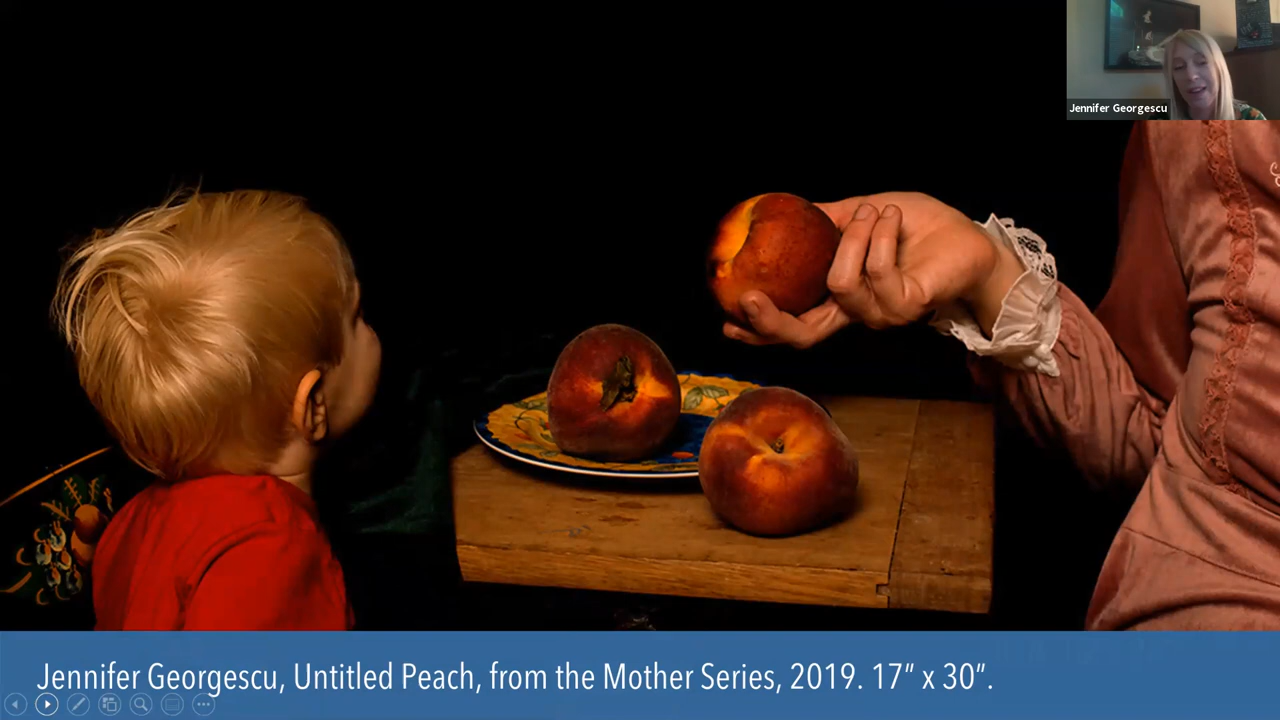 Jennifer Georgescu
Jennifer Georgescu, Untitled Peach, from the Mother Series, 2019. 17” x 30”.